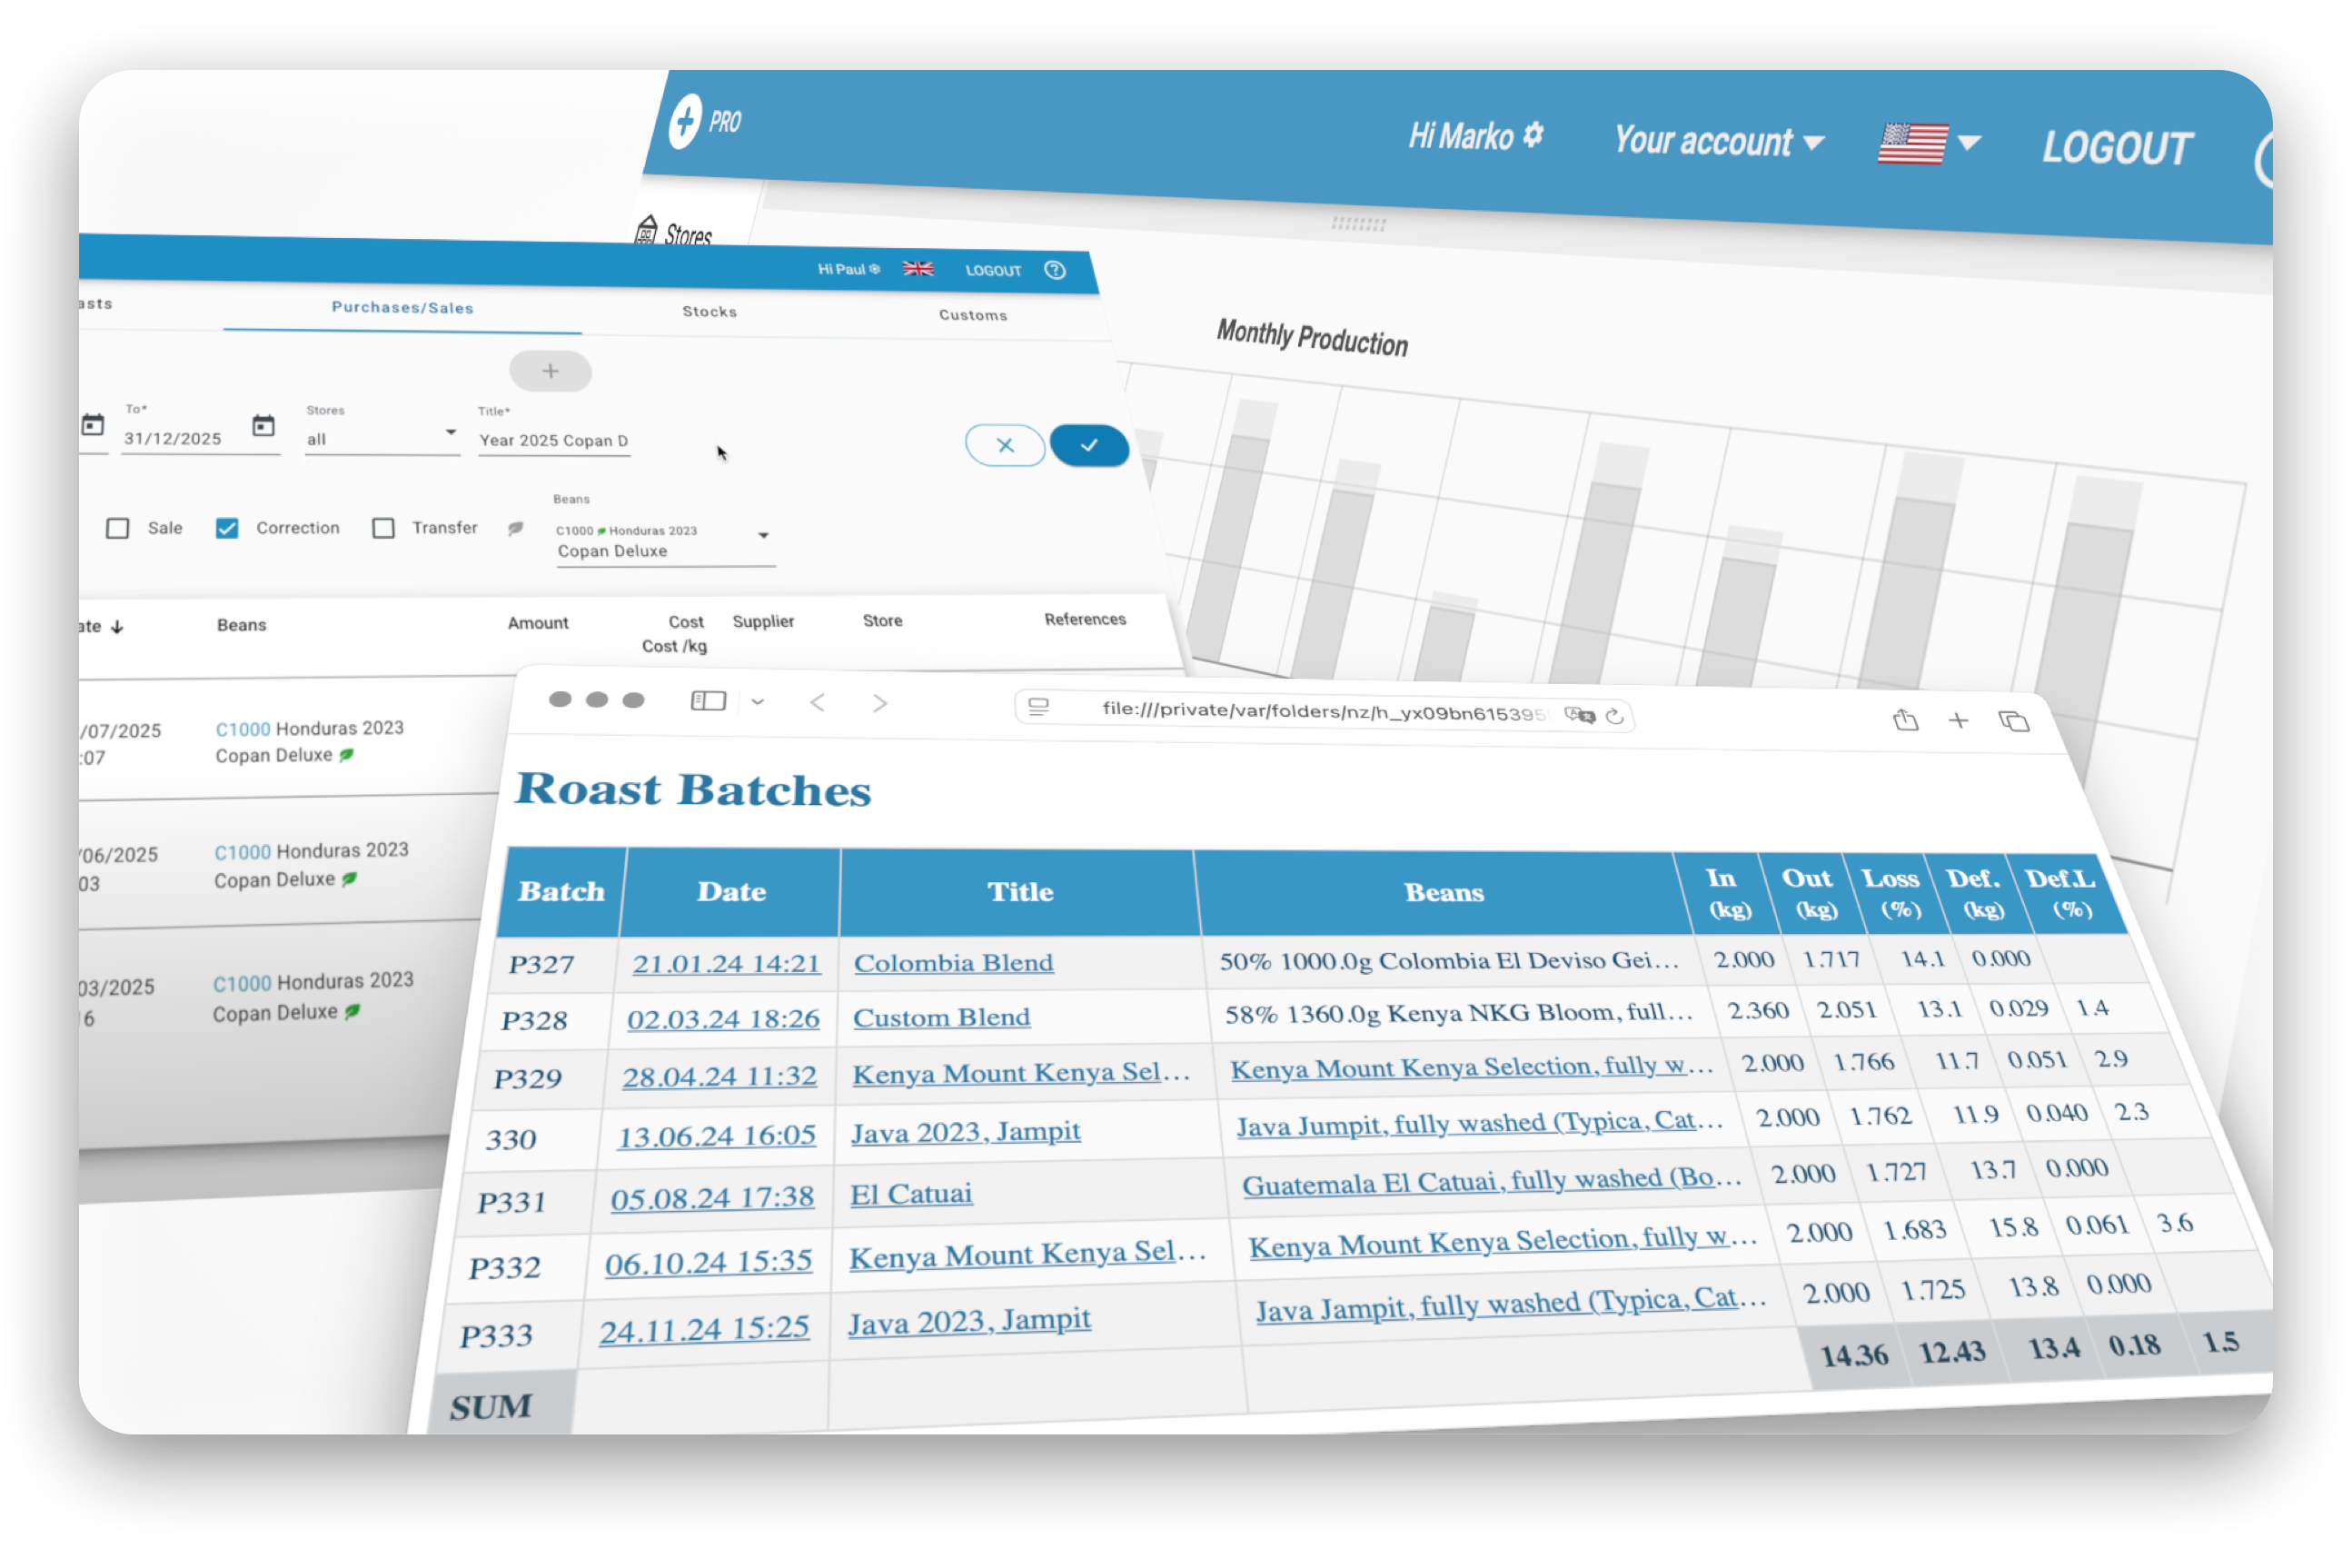 PRO
Hi Marko
Your account
LOGOUT
Stores
Monthly Production
Hi Paul
LOGOUT
asts
Purchases/Sales
Stocks
Customs
+
To*
31/12/2025
Stores
all
Title*
Year 2025 Copan D
Sale
Correction
Transfer
Beans
C1000 Honduras 2023
Copan Deluxe
ate
Beans
Amount
Cost
Cost /kg
Supplier
Store
References
/07/2025
:07
C1000 Honduras 2023
Copan Deluxe
/06/2025
03
C1000 Honduras 2023
Copan Deluxe
03/2025
16
C1000 Honduras 2023
Copan Deluxe
file:///private/var/folders/nz/h_yx09bn615395
Roast Batches
Batch Date Title Beans In (kg) Out (kg) Loss (%) Def. (kg) Def.L (%)
P327 21.01.24 14:21 Colombia Blend 50% 1000.0g Colombia El Deviso Gei… 2.000 1.717 14.1 0.000
P328 02.03.24 18:26 Custom Blend 58% 1360.0g Kenya NKG Bloom, full… 2.360 2.051 13.1 0.029 1.4
P329 28.04.24 11:32 Kenya Mount Kenya Sel… Kenya Mount Kenya Selection, fully w… 2.000 1.766 11.7 0.051 2.9
330 13.06.24 16:05 Java 2023, Jampit Java Jumpit, fully washed (Typica, Cat… 2.000 1.762 11.9 0.040 2.3
P331 05.08.24 17:38 El Catuai Guatemala El Catuai, fully washed (Bo… 2.000 1.727 13.7 0.000
P332 06.10.24 15:35 Kenya Mount Kenya Sel… Kenya Mount Kenya Selection, fully w… 2.000 1.683 15.8 0.061 3.6
P333 24.11.24 15:25 Java 2023, Jampit Java Jampit, fully washed (Typica, Cat… 2.000 1.725 13.8 0.000
SUM 14.36 12.43 13.4 0.18 1.5